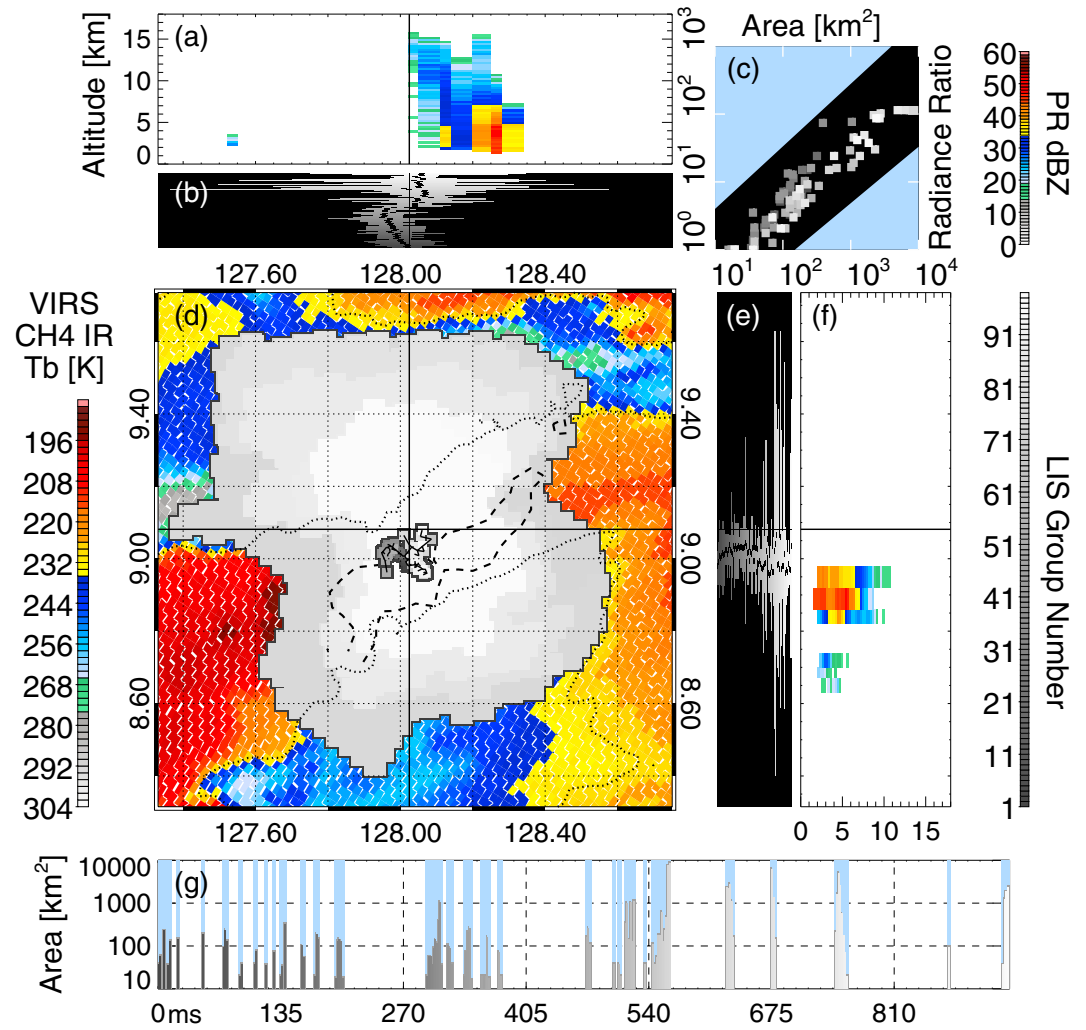 Area [km²]
(a)
15
10
5
0
Altitude [km]
10³
10²
10¹
10⁰
(b)
(c)
Radiance Ratio
10¹ 10² 10³ 10⁴
60
50
40
30
20
10
0
PR dBZ
127.60 128.00 128.40
VIRS
CH4 IR
Tb [K]
196
208
220
232
244
256
268
280
292
304
(d)
9.40
9.00
8.60
9.40
9.00
8.60
127.60 128.00 128.40
(e)
(f)
0 5 10 15
91
81
71
61
51
41
31
21
11
1
LIS Group Number
(g)
10000
1000
100
10
Area [km²]
0 ms 135 270 405 540 675 810